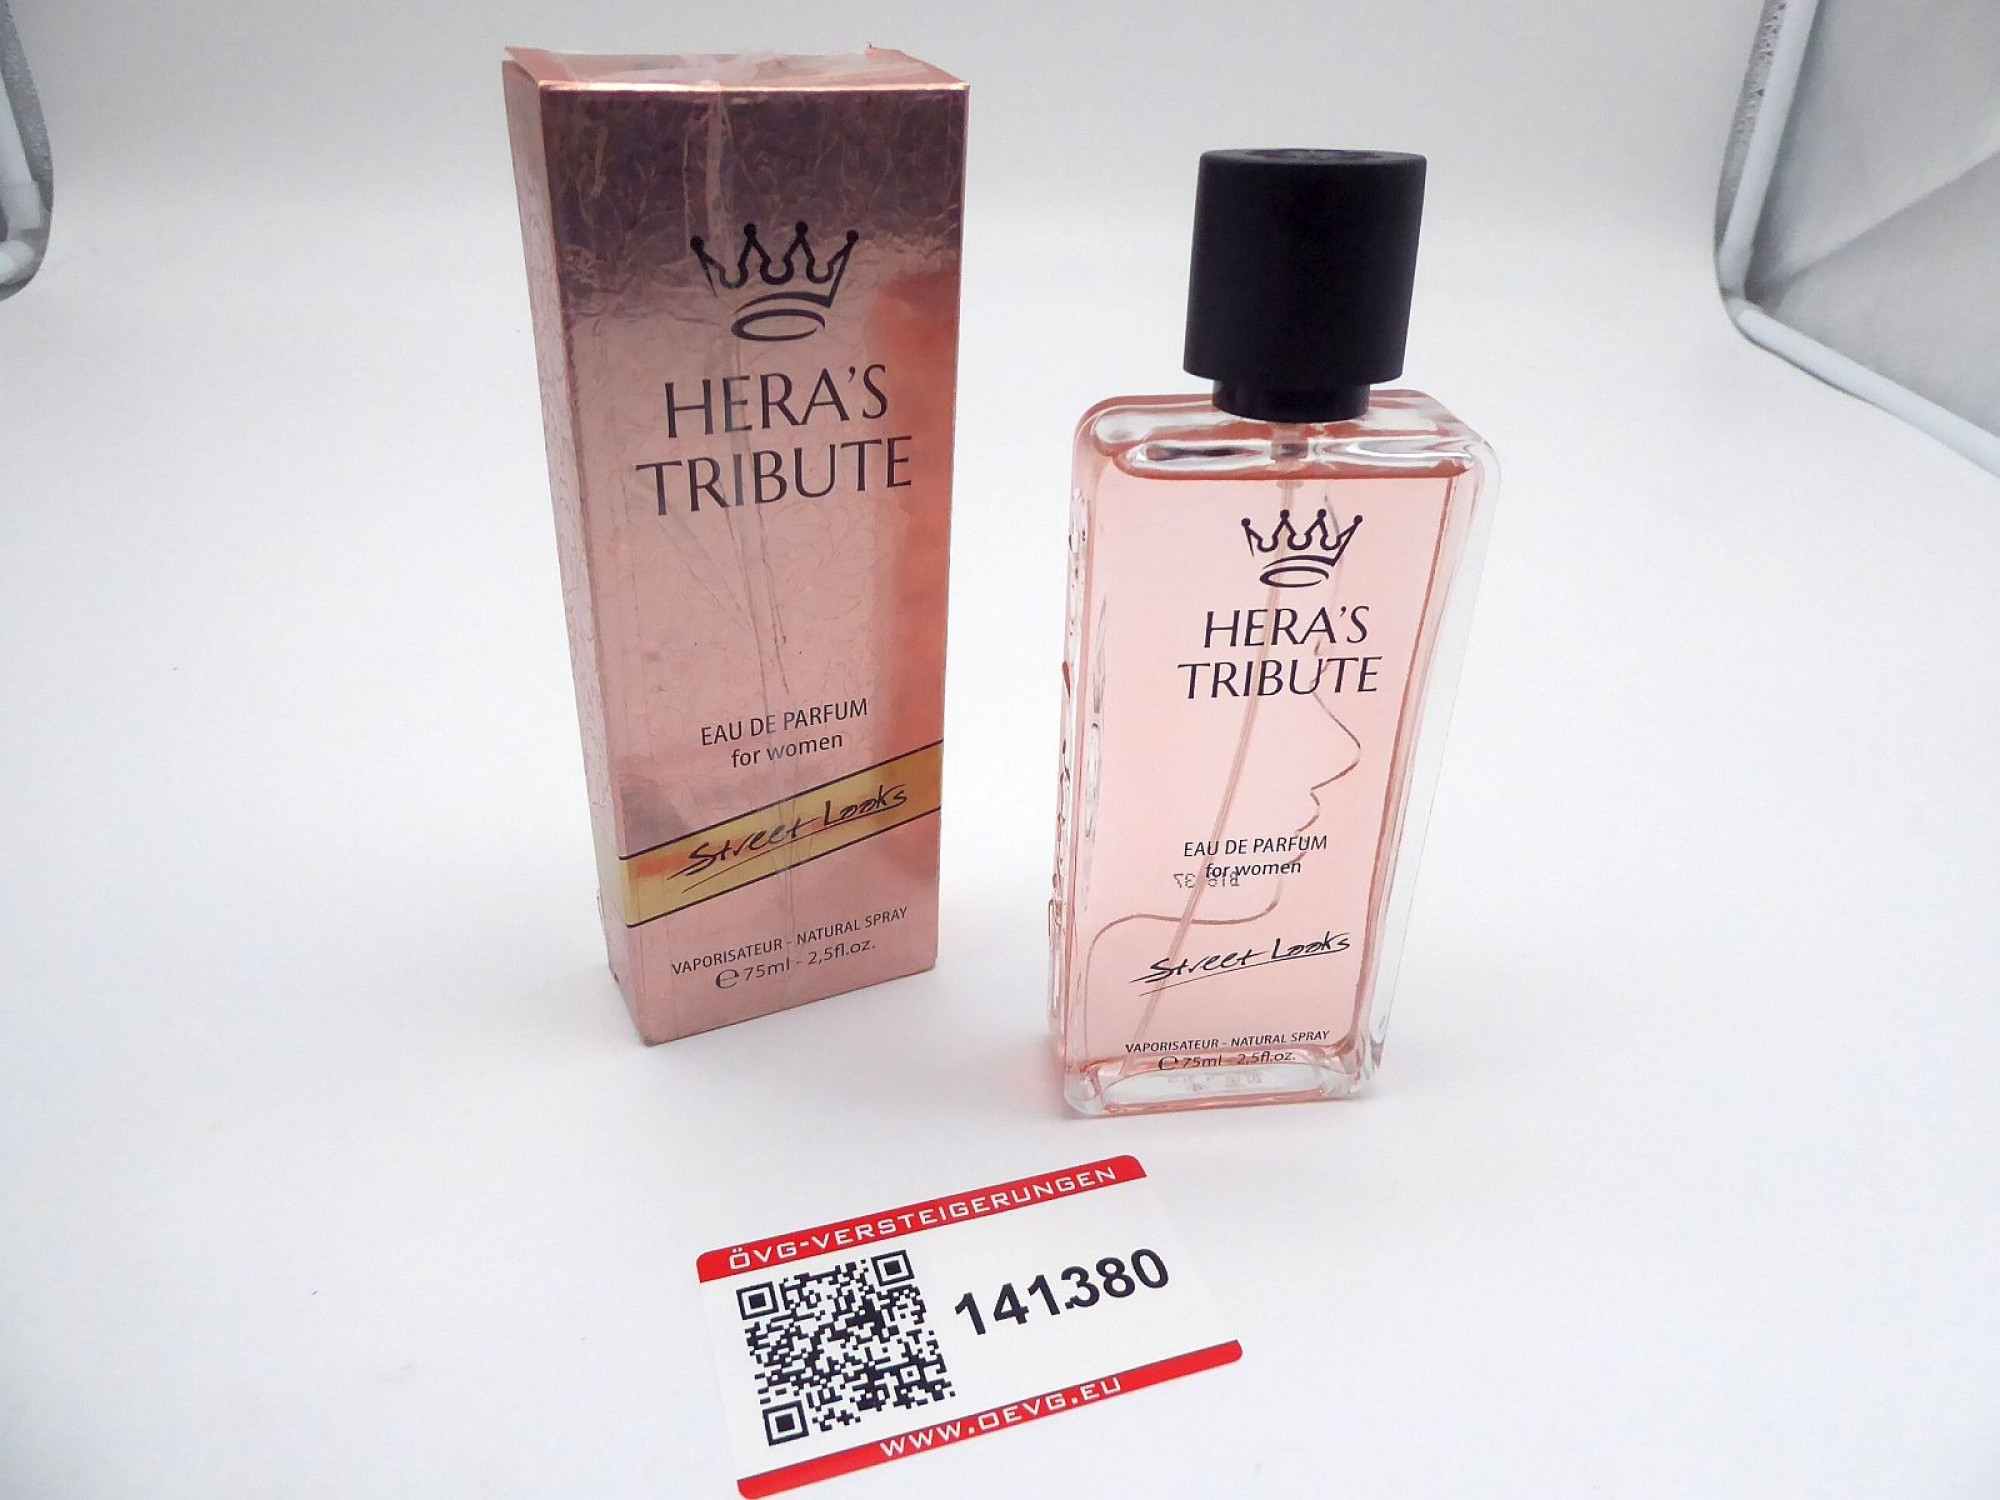 HERA'S
TRIBUTE
EAU DE PARFUM
for women
Street Looks
VAPORISATEUR - NATURAL SPRAY
℮ 75ml - 2,5fl.oz.
HERA'S
TRIBUTE
EAU DE PARFUM
for women
Street Looks
VAPORISATEUR - NATURAL SPRAY
℮ 75ml - 2,5fl.oz.
ÖVG-VERSTEIGERUNGEN
141380
WWW.OEVG.EU